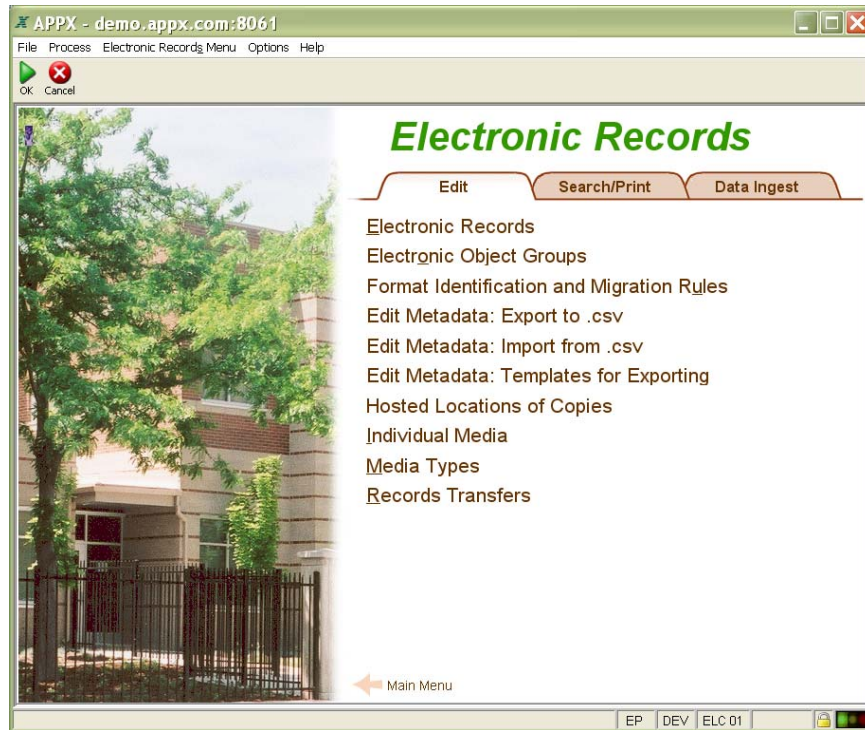 APPX - demo.appx.com:8061
File Process Electronic Records Menu Options Help
OK Cancel
Electronic Records
Edit Search/Print Data Ingest
Electronic Records
Electronic Object Groups
Format Identification and Migration Rules
Edit Metadata: Export to .csv
Edit Metadata: Import from .csv
Edit Metadata: Templates for Exporting
Hosted Locations of Copies
Individual Media
Media Types
Records Transfers
Main Menu
EP DEV ELC 01